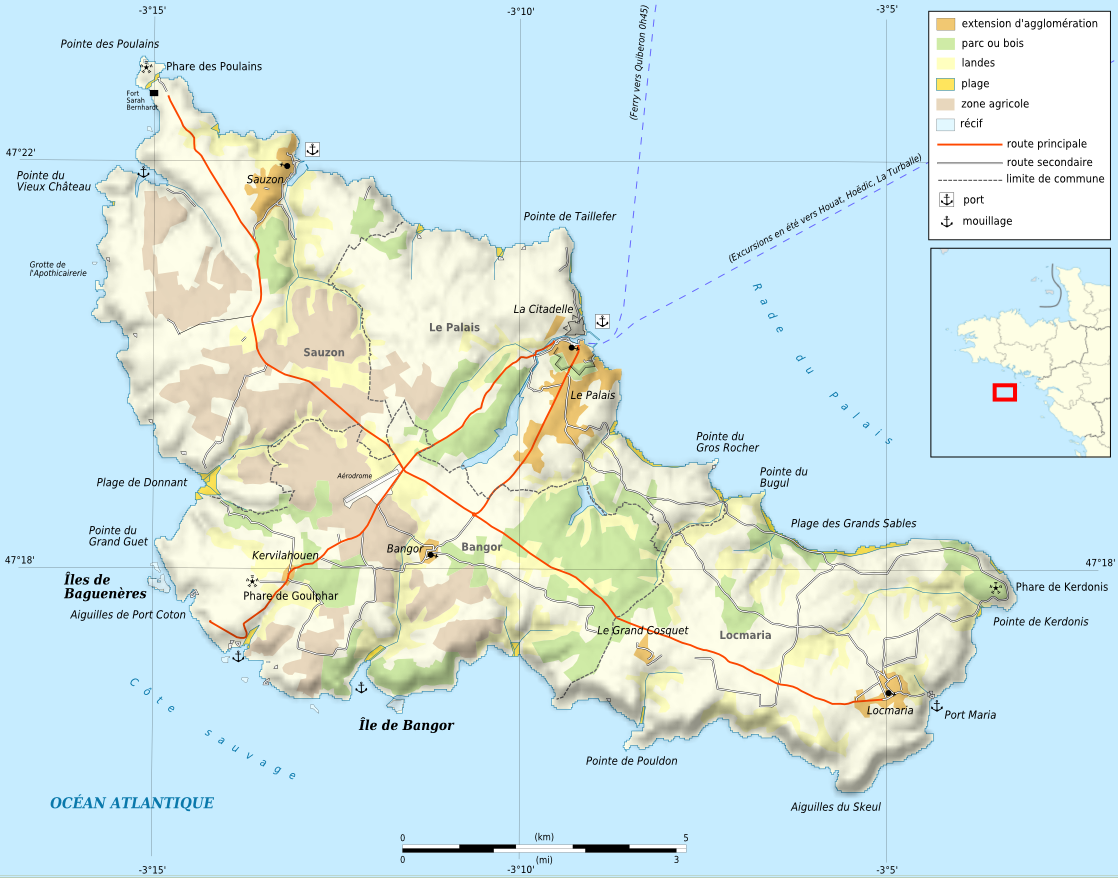 -3°15'
-3°10'
-3°5'
Pointe des Poulains
Phare des Poulains
Fort
Sarah
Bernhardt
47°22'
Pointe du
Vieux Château
Sauzon
Grotte de
l'Apothicairerie
Pointe de Taillefer
(Ferry vers Quiberon 0h45)
(Excursions en été vers Houat, Hoëdic, La Turballe)
extension d'agglomération
parc ou bois
landes
plage
zone agricole
récif
route principale
route secondaire
limite de commune
port
mouillage
La Citadelle
Le Palais
Sauzon
Le Palais
Rade du Palais
Pointe du
Gros Rocher
Pointe du
Bugul
Aérodrome
Plage de Donnant
Plage des Grands Sables
Pointe du
Grand Guet
Kervilahouen
Bangor
Bangor
47°18'
47°18'
Îles de
Baguenères
Phare de Goulphar
Phare de Kerdonis
Aiguilles de Port Coton
Pointe de Kerdonis
Le Grand Cosquet
Locmaria
Côte sauvage
Île de Bangor
Locmaria
Port Maria
Pointe de Pouldon
OCÉAN ATLANTIQUE
Aiguilles du Skeul
0 (km) 5
0 (mi) 3
-3°15'
-3°10'
-3°5'